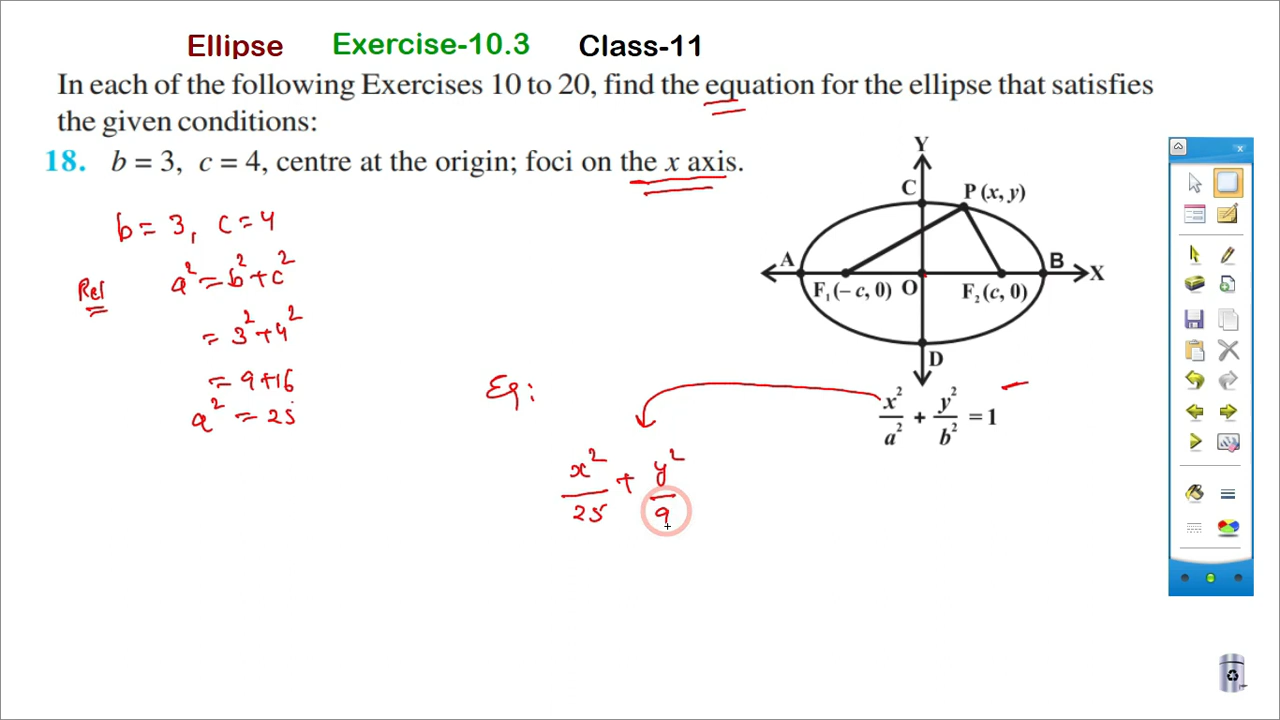 Ellipse Exercise-10.3 Class-11
In each of the following Exercises 10 to 20, find the equation for the ellipse that satisfies
the given conditions:
18. b = 3, c = 4, centre at the origin; foci on the x axis.
b = 3, c = 4
Rel a² = b² + c²
= 3² + 4²
= 9+16
a² = 25
Y
C P (x, y)
A B X
F₁(– c, 0) O F₂(c, 0)
D
Eq:
x²/a² + y²/b² = 1
x²/25 + y²/9